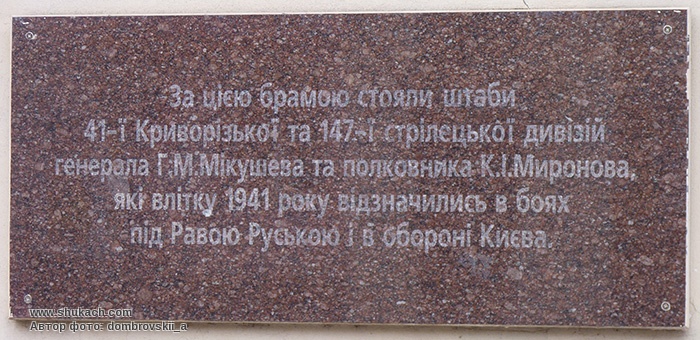 За цією брамою стояли штаби
41-ї Криворізької та 147-ї стрілецької дивізій
генерала Г.М.Мікушева та полковника К.І.Миронова,
які влітку 1941 року відзначились в боях
під Равою Руською і в обороні Києва.
www.shukach.com
Автор фото: dombrovskii_a